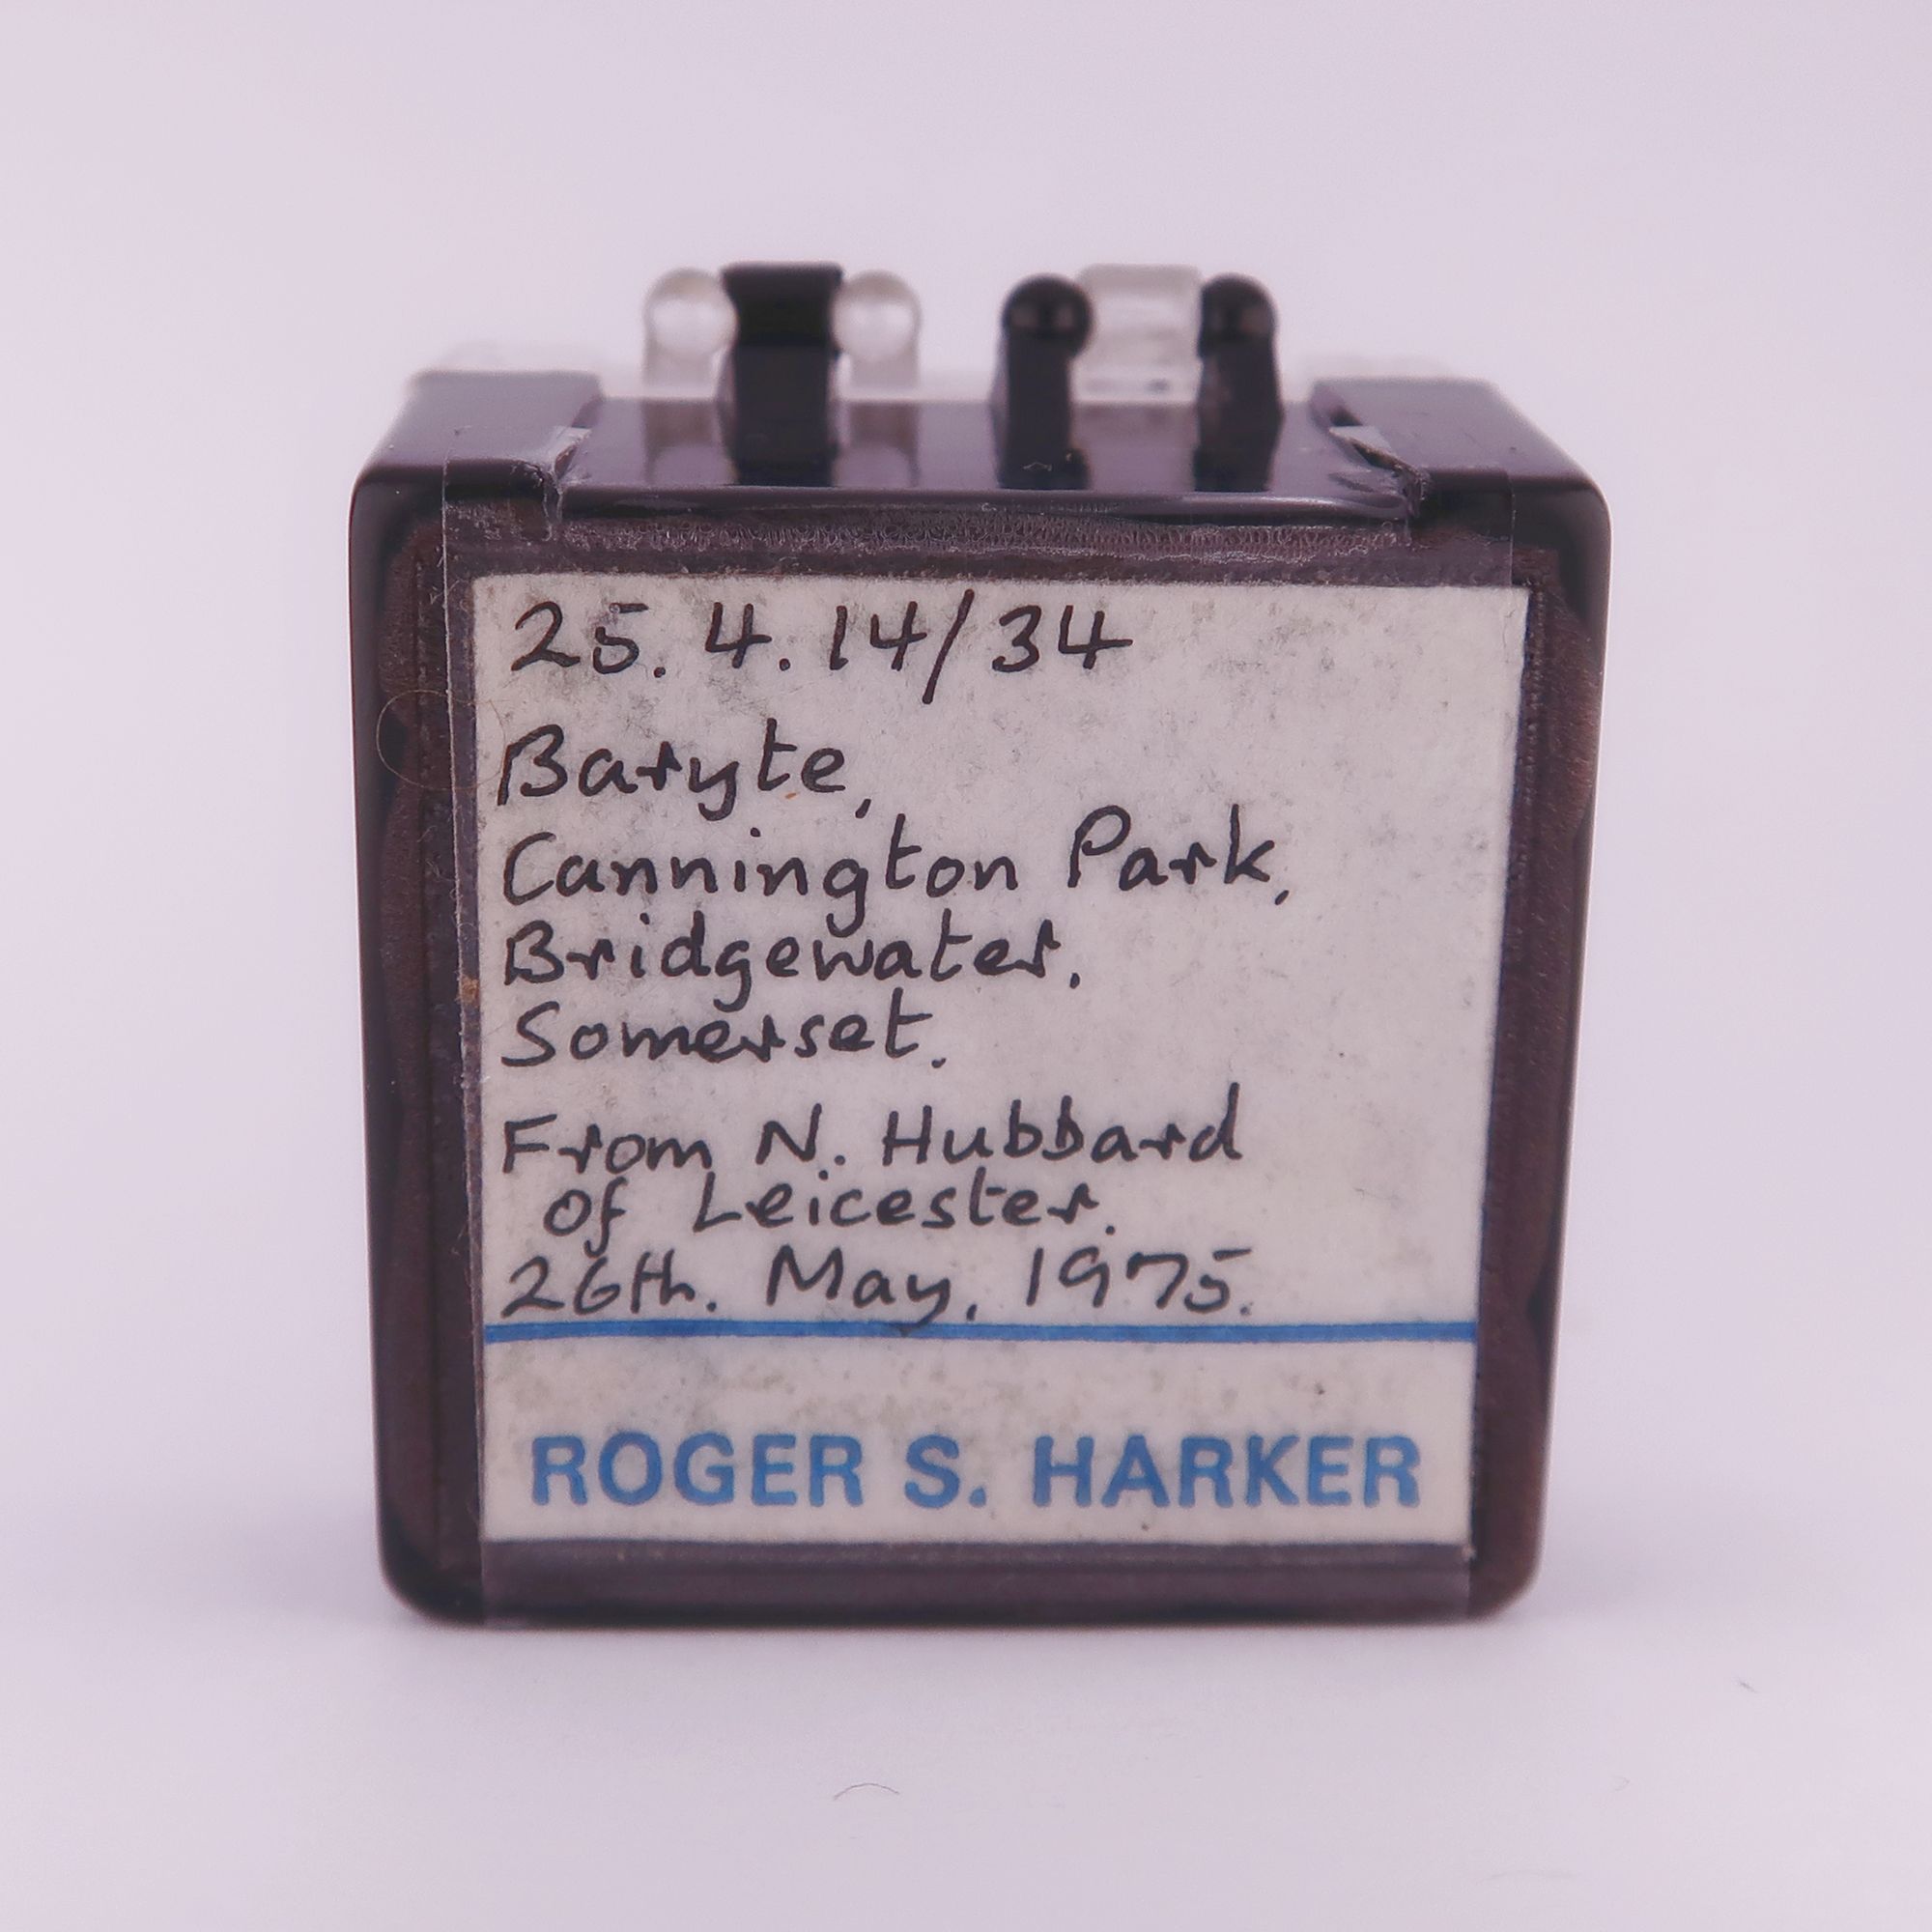 25.4.14/34
Baryte,
Cannington Park,
Bridgewater.
Somerset.
From N. Hubbard
of Leicester.
26th. May, 1975.
ROGER S. HARKER